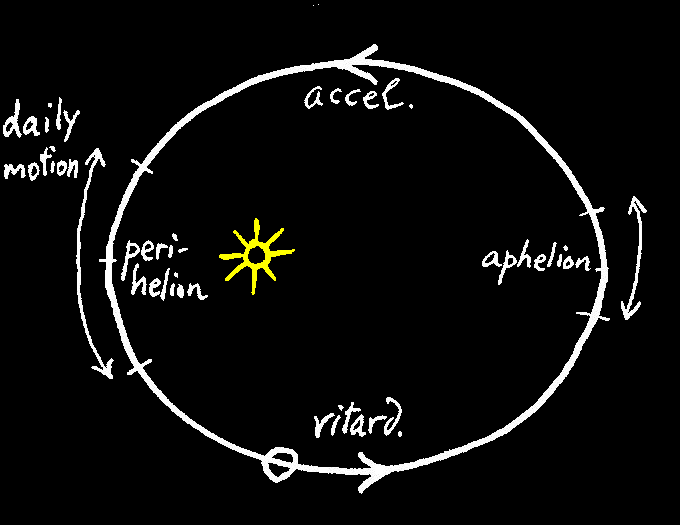 accel.
daily
motion
peri-
helion
aphelion
ritard.